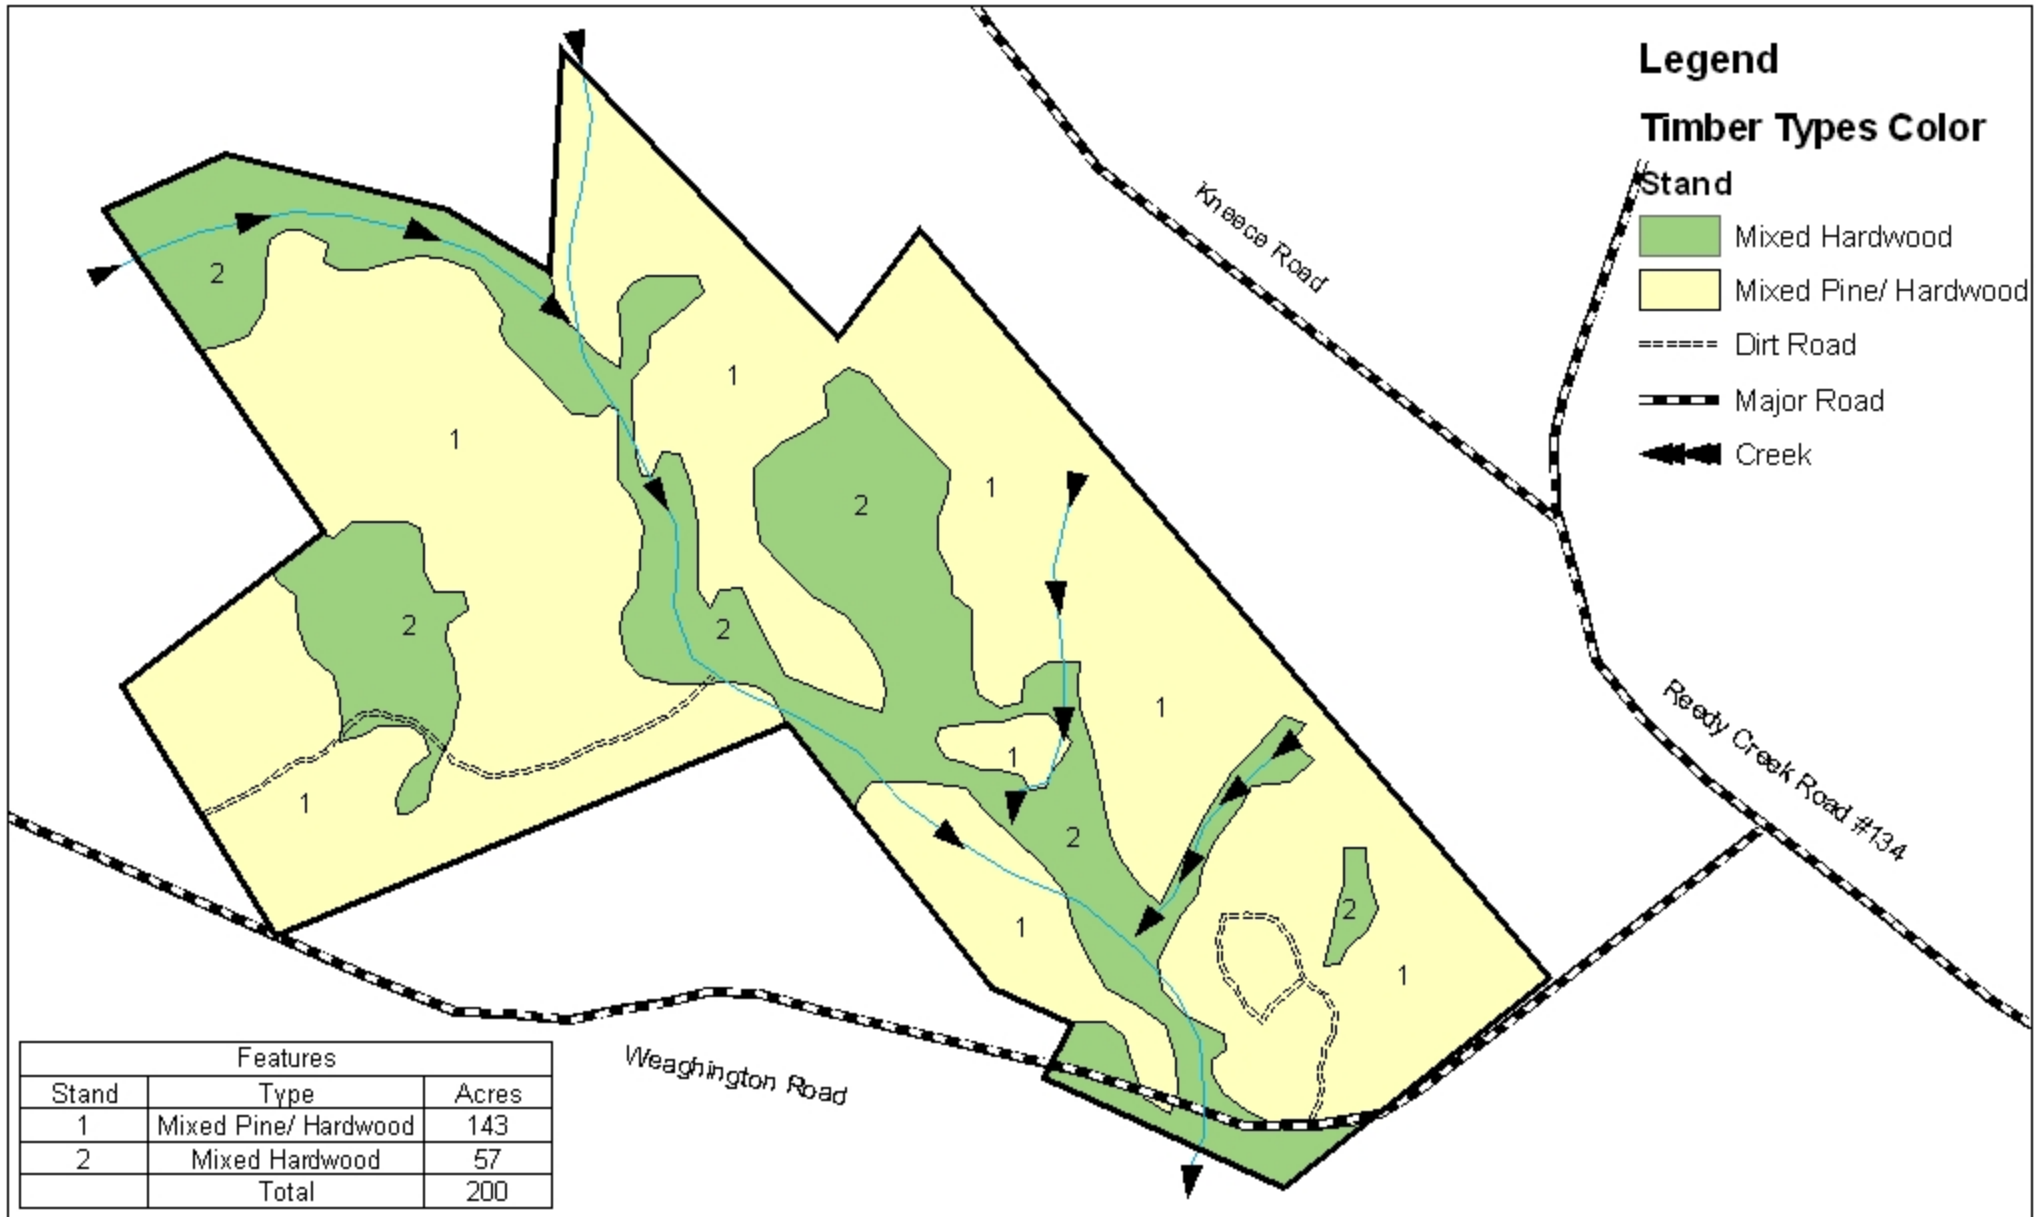 Legend
Timber Types Color
Stand
Mixed Hardwood
Mixed Pine/ Hardwood
Dirt Road
Major Road
Creek
Kneece Road
Reedy Creek Road #134
Weaghington Road
2
1
1
2
1
2
2
1
1
2
1
1
2
1
1
Features
Stand Type Acres
1 Mixed Pine/ Hardwood 143
2 Mixed Hardwood 57
Total 200